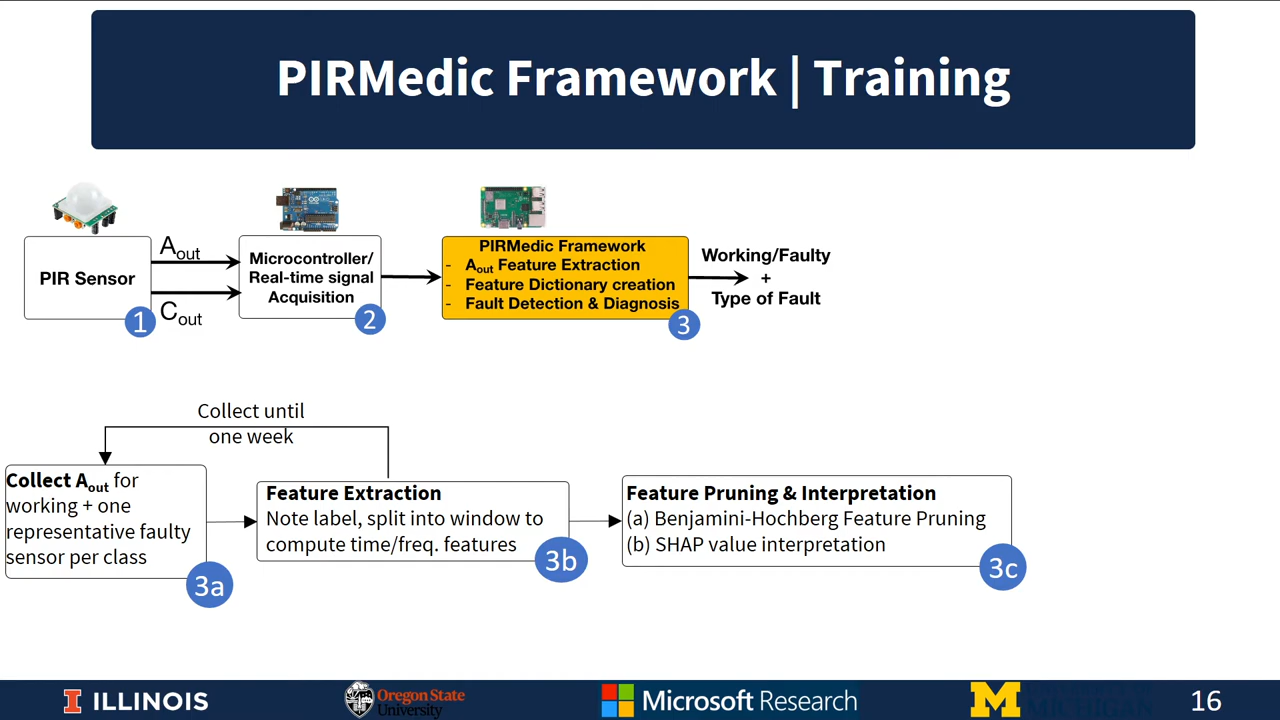 PIRMedic Framework | Training
Aout
Cout
PIR Sensor
1
Microcontroller/
Real-time signal
Acquisition
2
PIRMedic Framework
- Aout Feature Extraction
- Feature Dictionary creation
- Fault Detection & Diagnosis
3
Working/Faulty
+
Type of Fault
Collect until
one week
Collect Aout for
working + one
representative faulty
sensor per class
3a
Feature Extraction
Note label, split into window to
compute time/freq. features
3b
Feature Pruning & Interpretation
(a) Benjamini-Hochberg Feature Pruning
(b) SHAP value interpretation
3c
I ILLINOIS
Oregon State
University
Microsoft Research
M
MICHIGAN
16